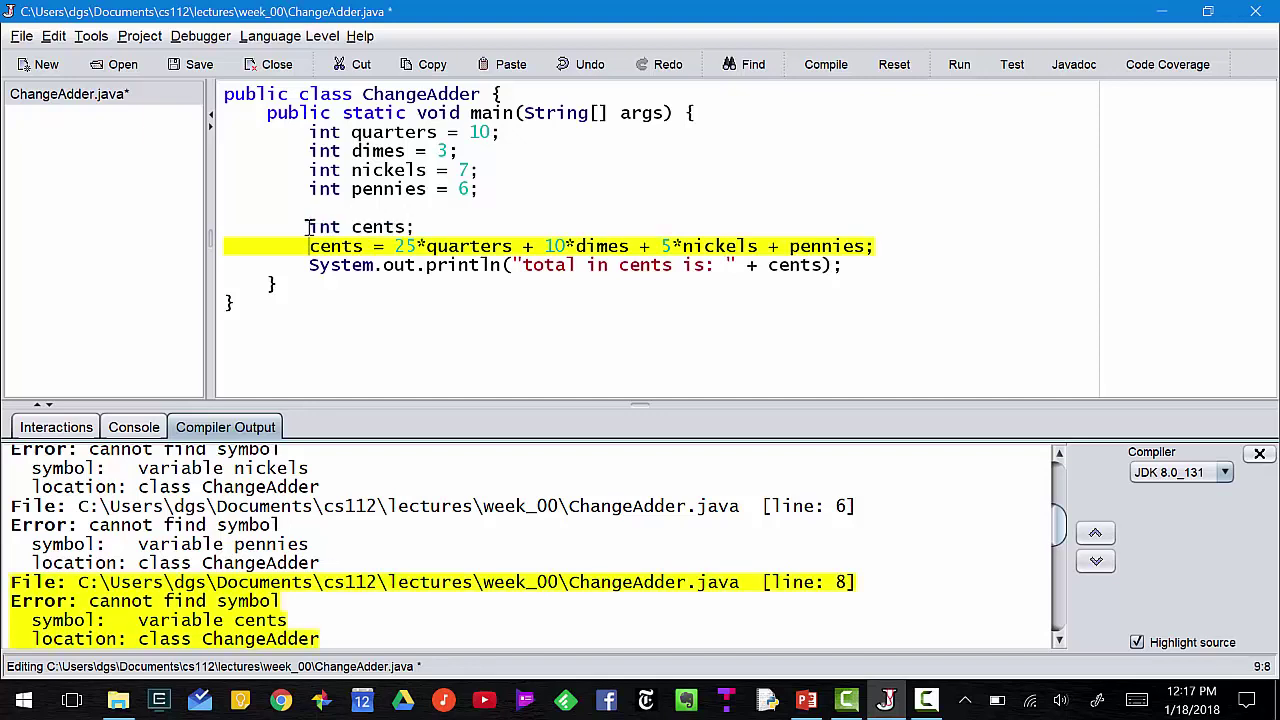 C:\Users\dgs\Documents\cs112\lectures\week_00\ChangeAdder.java *
File Edit Tools Project Debugger Language Level Help
New Open Save Close Cut Copy Paste Undo Redo Find Compile Reset Run Test Javadoc Code Coverage
ChangeAdder.java*
public class ChangeAdder {
public static void main(String[] args) {
int quarters = 10;
int dimes = 3;
int nickels = 7;
int pennies = 6;
int cents;
cents = 25*quarters + 10*dimes + 5*nickels + pennies;
System.out.println("total in cents is: " + cents);
}
}
Interactions Console Compiler Output
Error: cannot find symbol
symbol: variable nickels
location: class ChangeAdder
File: C:\Users\dgs\Documents\cs112\lectures\week_00\ChangeAdder.java [line: 6]
Error: cannot find symbol
symbol: variable pennies
location: class ChangeAdder
File: C:\Users\dgs\Documents\cs112\lectures\week_00\ChangeAdder.java [line: 8]
Error: cannot find symbol
symbol: variable cents
location: class ChangeAdder
Compiler
JDK 8.0_131
Highlight source
Editing C:\Users\dgs\Documents\cs112\lectures\week_00\ChangeAdder.java * 9:8
12:17 PM
1/18/2018